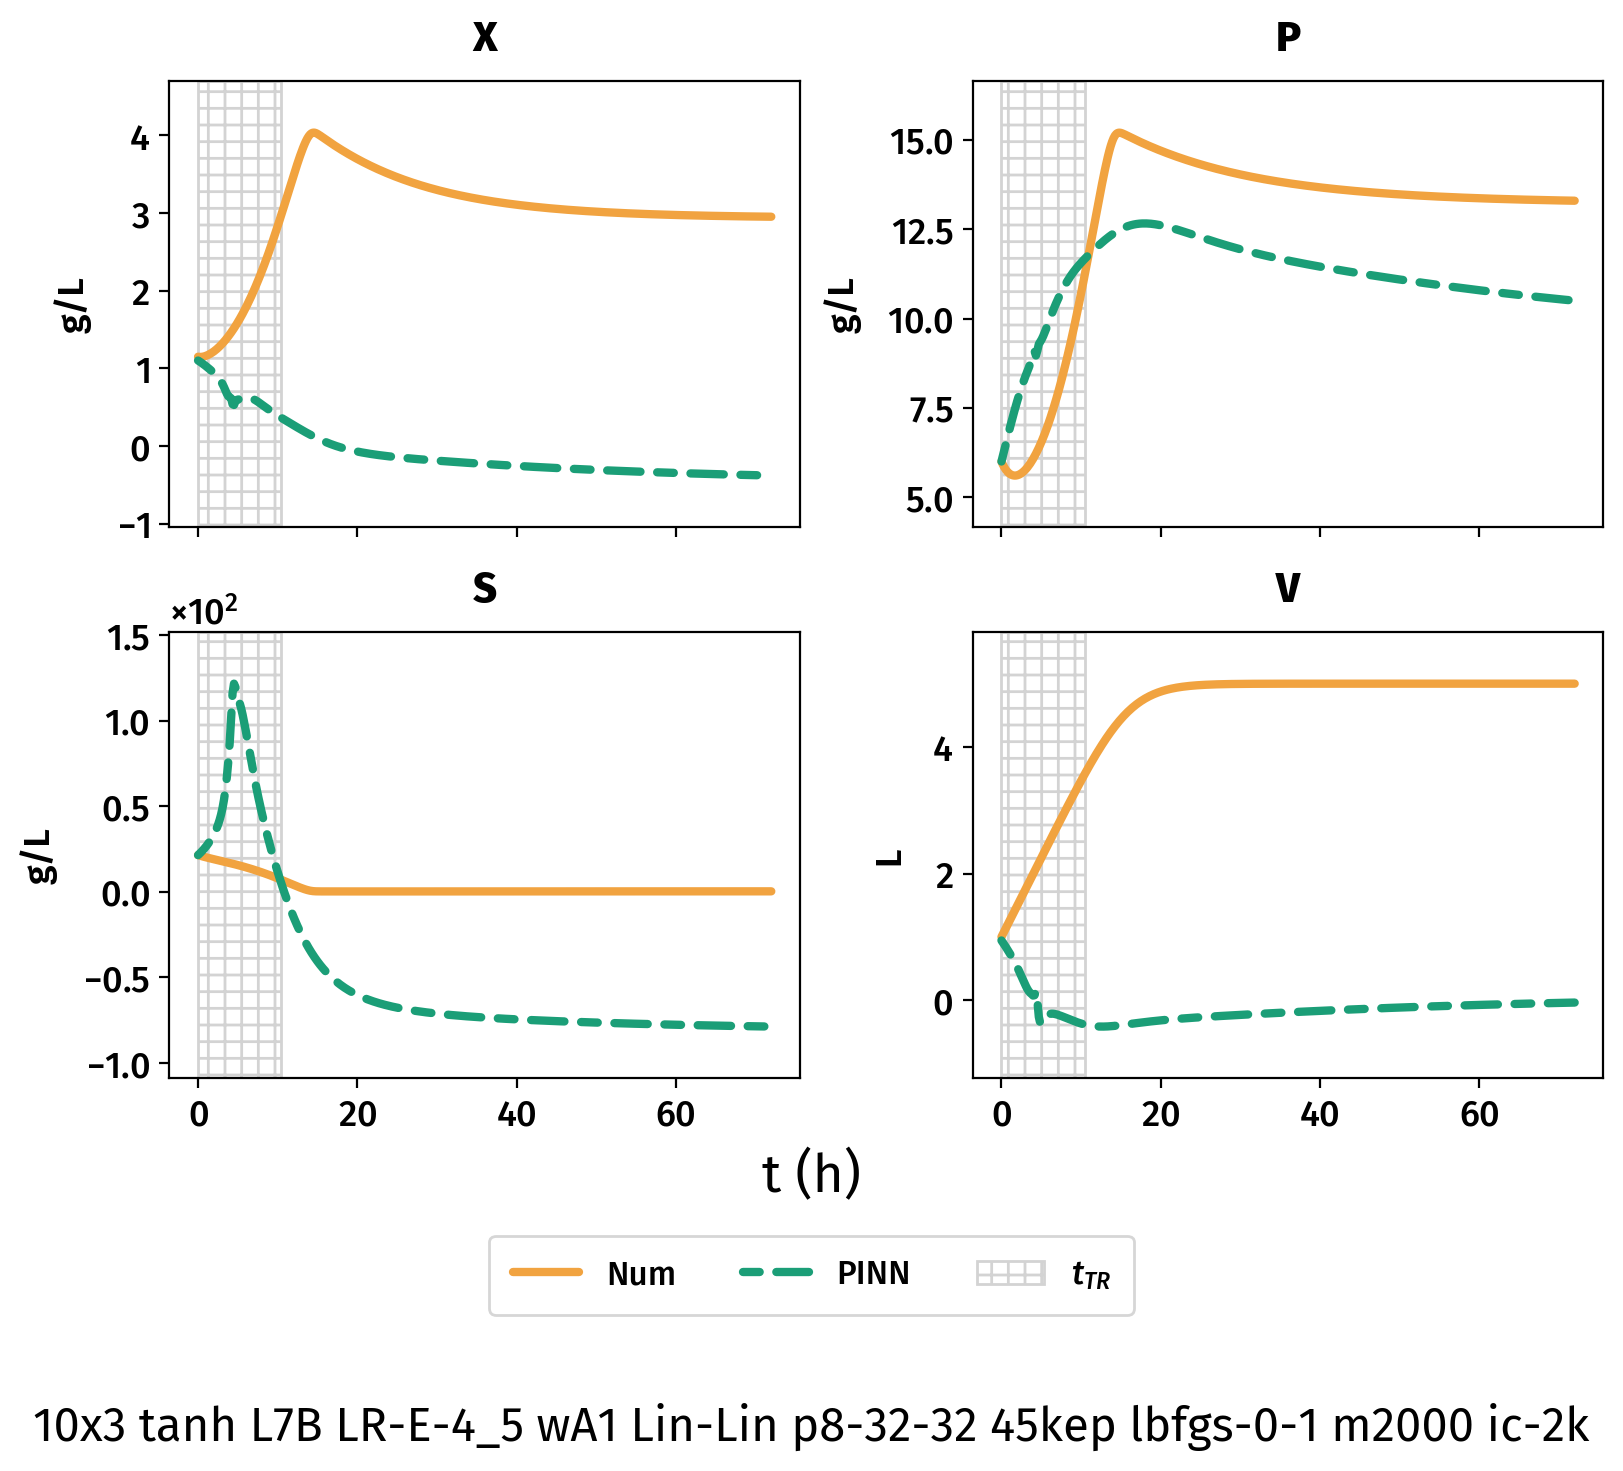 X
P
g/L
4
3
2
1
0
−1
g/L
15.0
12.5
10.0
7.5
5.0
S
V
×10²
g/L
1.5
1.0
0.5
0.0
−0.5
−1.0
0 20 40 60
L
4
2
0
0 20 40 60
t (h)
Num PINN t_TR
10x3 tanh L7B LR-E-4_5 wA1 Lin-Lin p8-32-32 45kep lbfgs-0-1 m2000 ic-2k